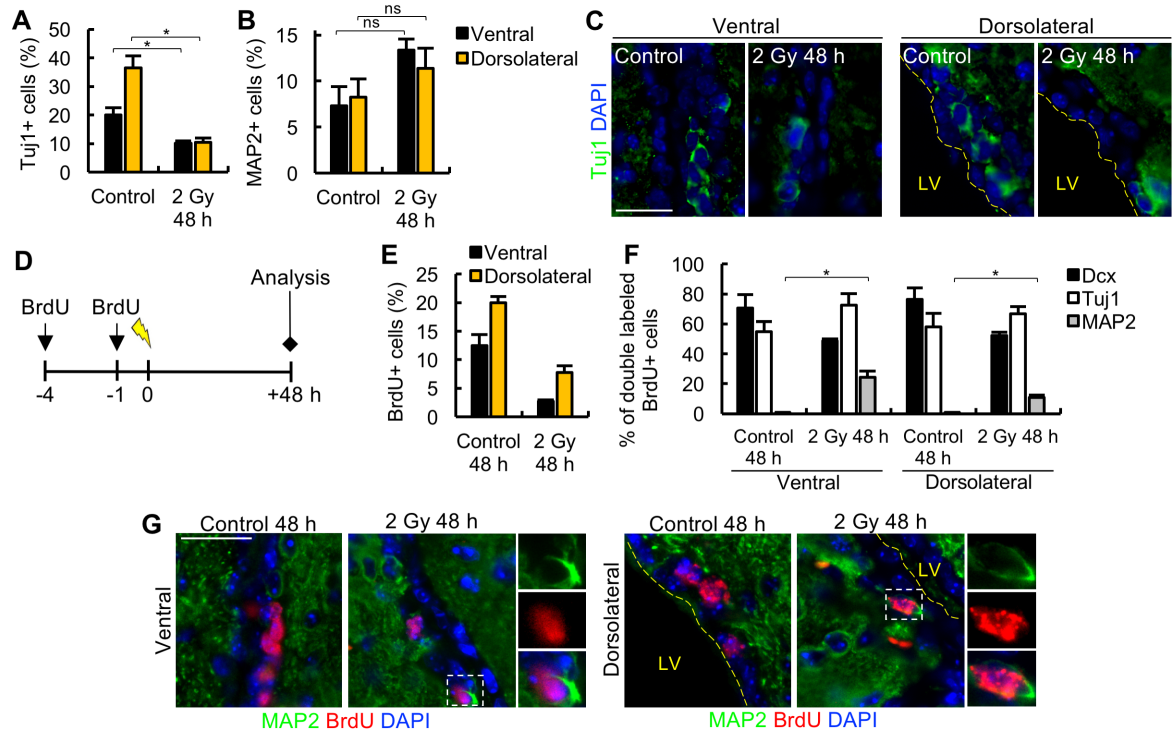 A
Tuj1+ cells (%)
50
40
30
20
10
0
*
*
Control
2 Gy
48 h
B
MAP2+ cells (%)
15
10
5
0
ns
ns
Ventral
Dorsolateral
Control
2 Gy
48 h
C
Ventral
Dorsolateral
Tuj1 DAPI
Control
2 Gy 48 h
Control
2 Gy 48 h
LV
LV
D
Analysis
BrdU
BrdU
-4
-1
0
+48 h
E
Ventral
Dorsolateral
BrdU+ cells (%)
25
20
15
10
5
0
Control
48 h
2 Gy
48 h
F
% of double labeled
BrdU+ cells
100
80
60
40
20
0
*
*
Dcx
Tuj1
MAP2
Control
48 h
2 Gy 48 h
Control
48 h
2 Gy 48 h
Ventral
Dorsolateral
G
Control 48 h
2 Gy 48 h
Control 48 h
2 Gy 48 h
Ventral
Dorsolateral
LV
LV
MAP2 BrdU DAPI
MAP2 BrdU DAPI